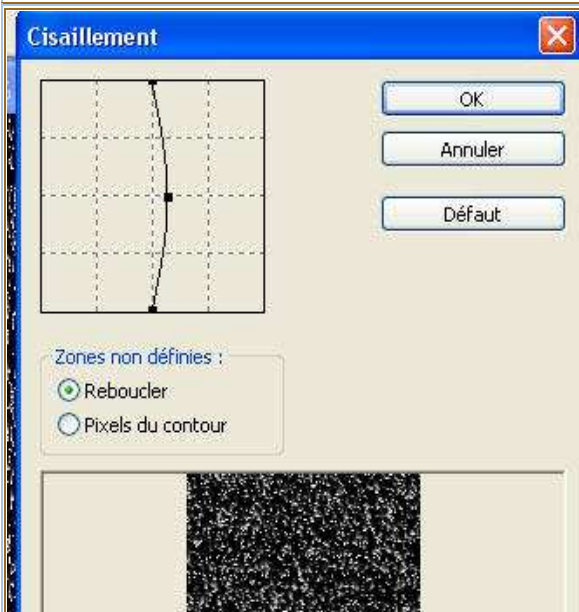 Cisaillement
OK
Annuler
Défaut
Zones non définies :
Reboucler
Pixels du contour